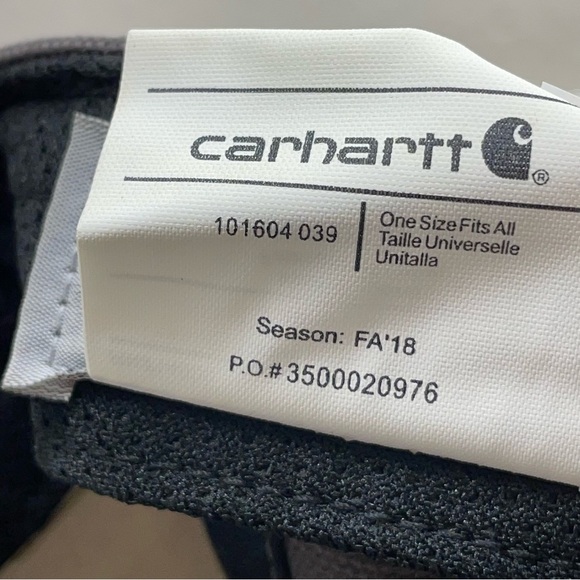 carhartt ®
101604 039
One Size Fits All
Taille Universelle
Unitalla
Season: FA'18
P.O.# 3500020976